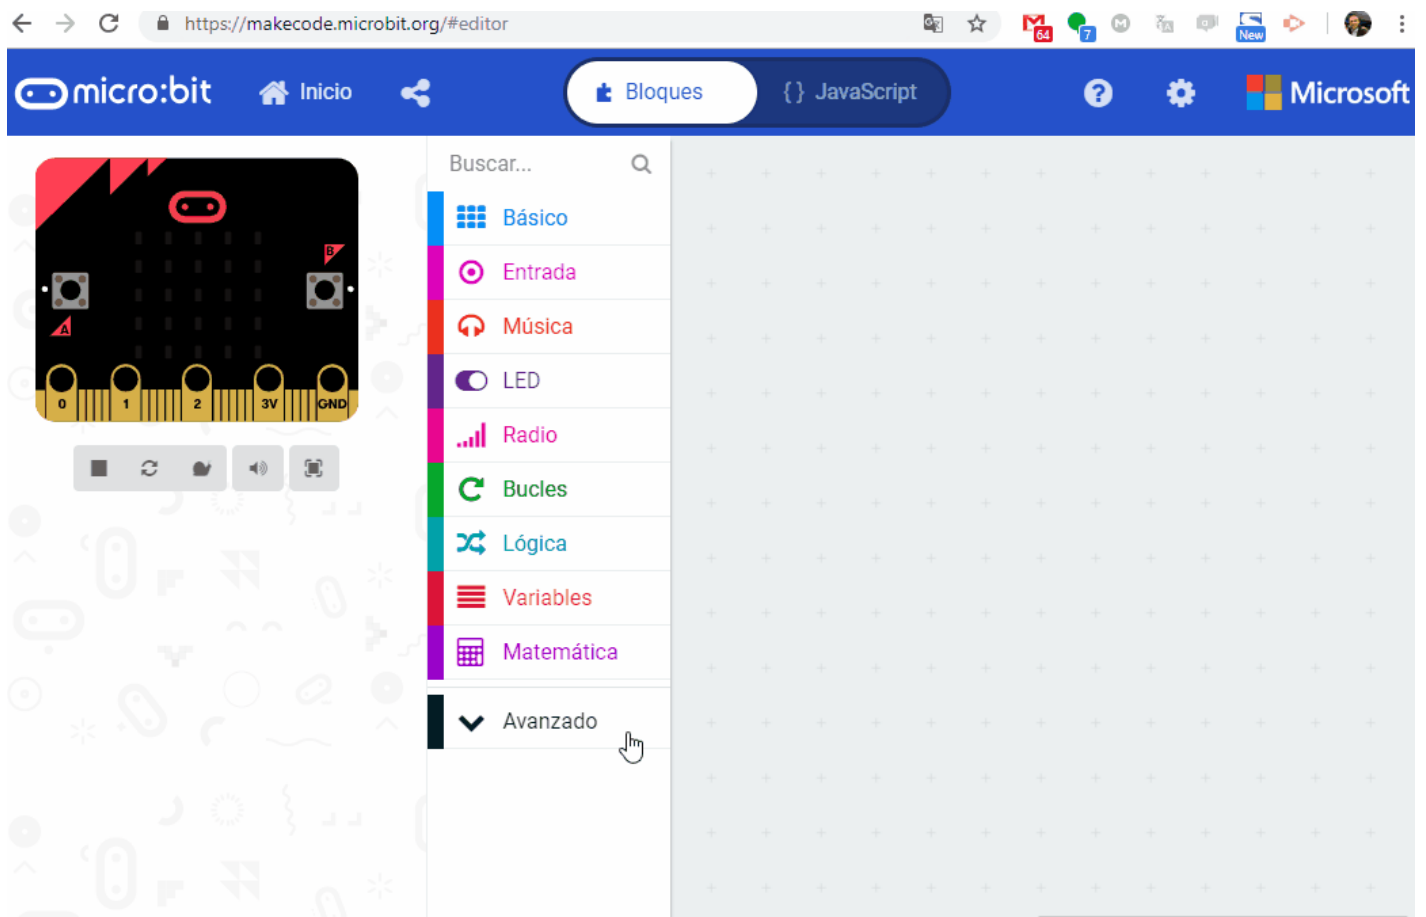 https://makecode.microbit.org/#editor
64
7
New
micro:bit
Inicio
Bloques
{} JavaScript
?
Microsoft
Buscar...
Básico
Entrada
Música
LED
Radio
Bucles
Lógica
Variables
Matemática
Avanzado
B
A
0 1 2 3V GND